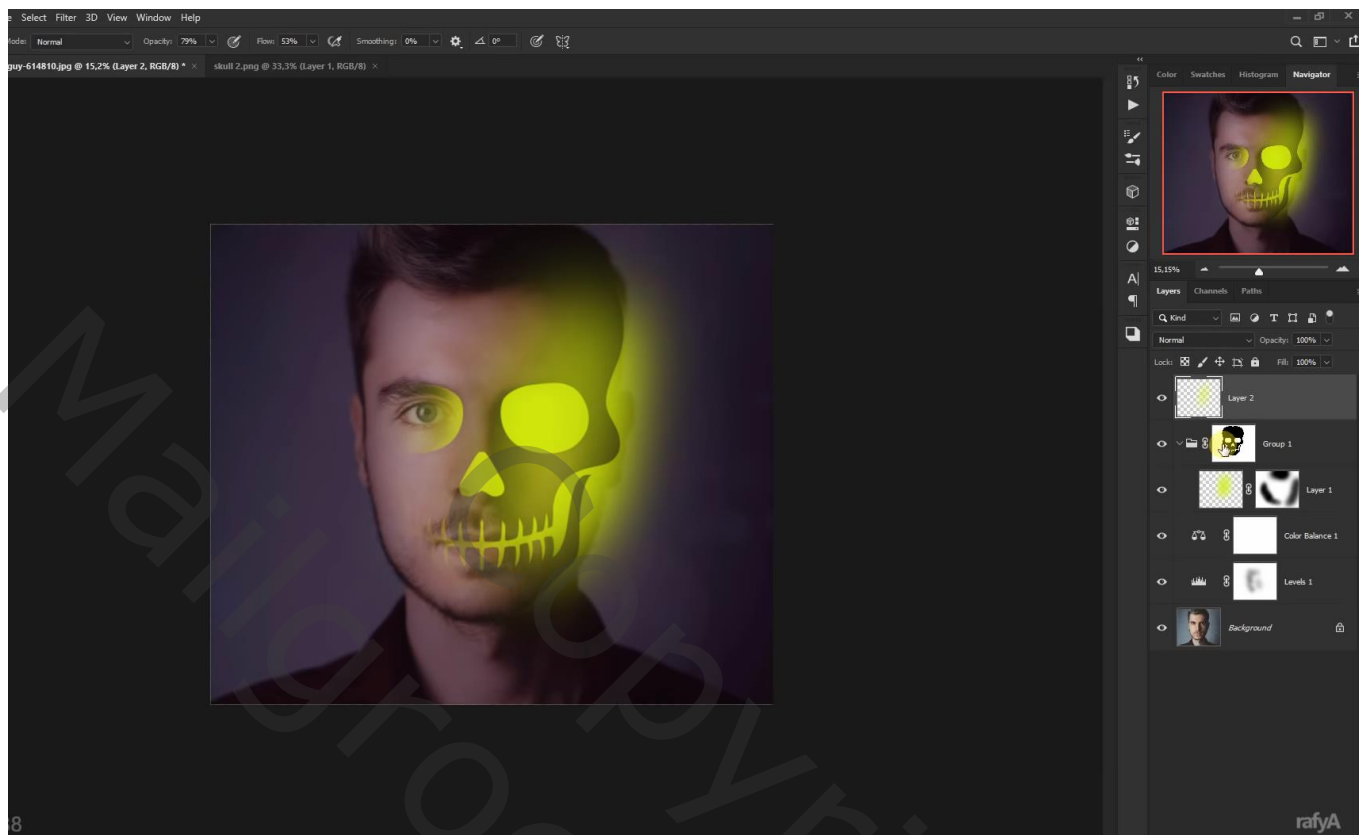 Select Filter 3D View Window Help
Mode: Normal Opacity: 79% Flow: 53% Smoothing: 0% 0°
guy-614810.jpg @ 15,2% (Layer 2, RGB/8) * × skull 2.png @ 33,3% (Layer 1, RGB/8) ×
Color Swatches Histogram Navigator
15,15%
Layers Channels Paths
Kind
Normal Opacity: 100%
Lock: Fill: 100%
Layer 2
Group 1
Layer 1
Color Balance 1
Levels 1
Background
Mailgroove Copyri
rafyA